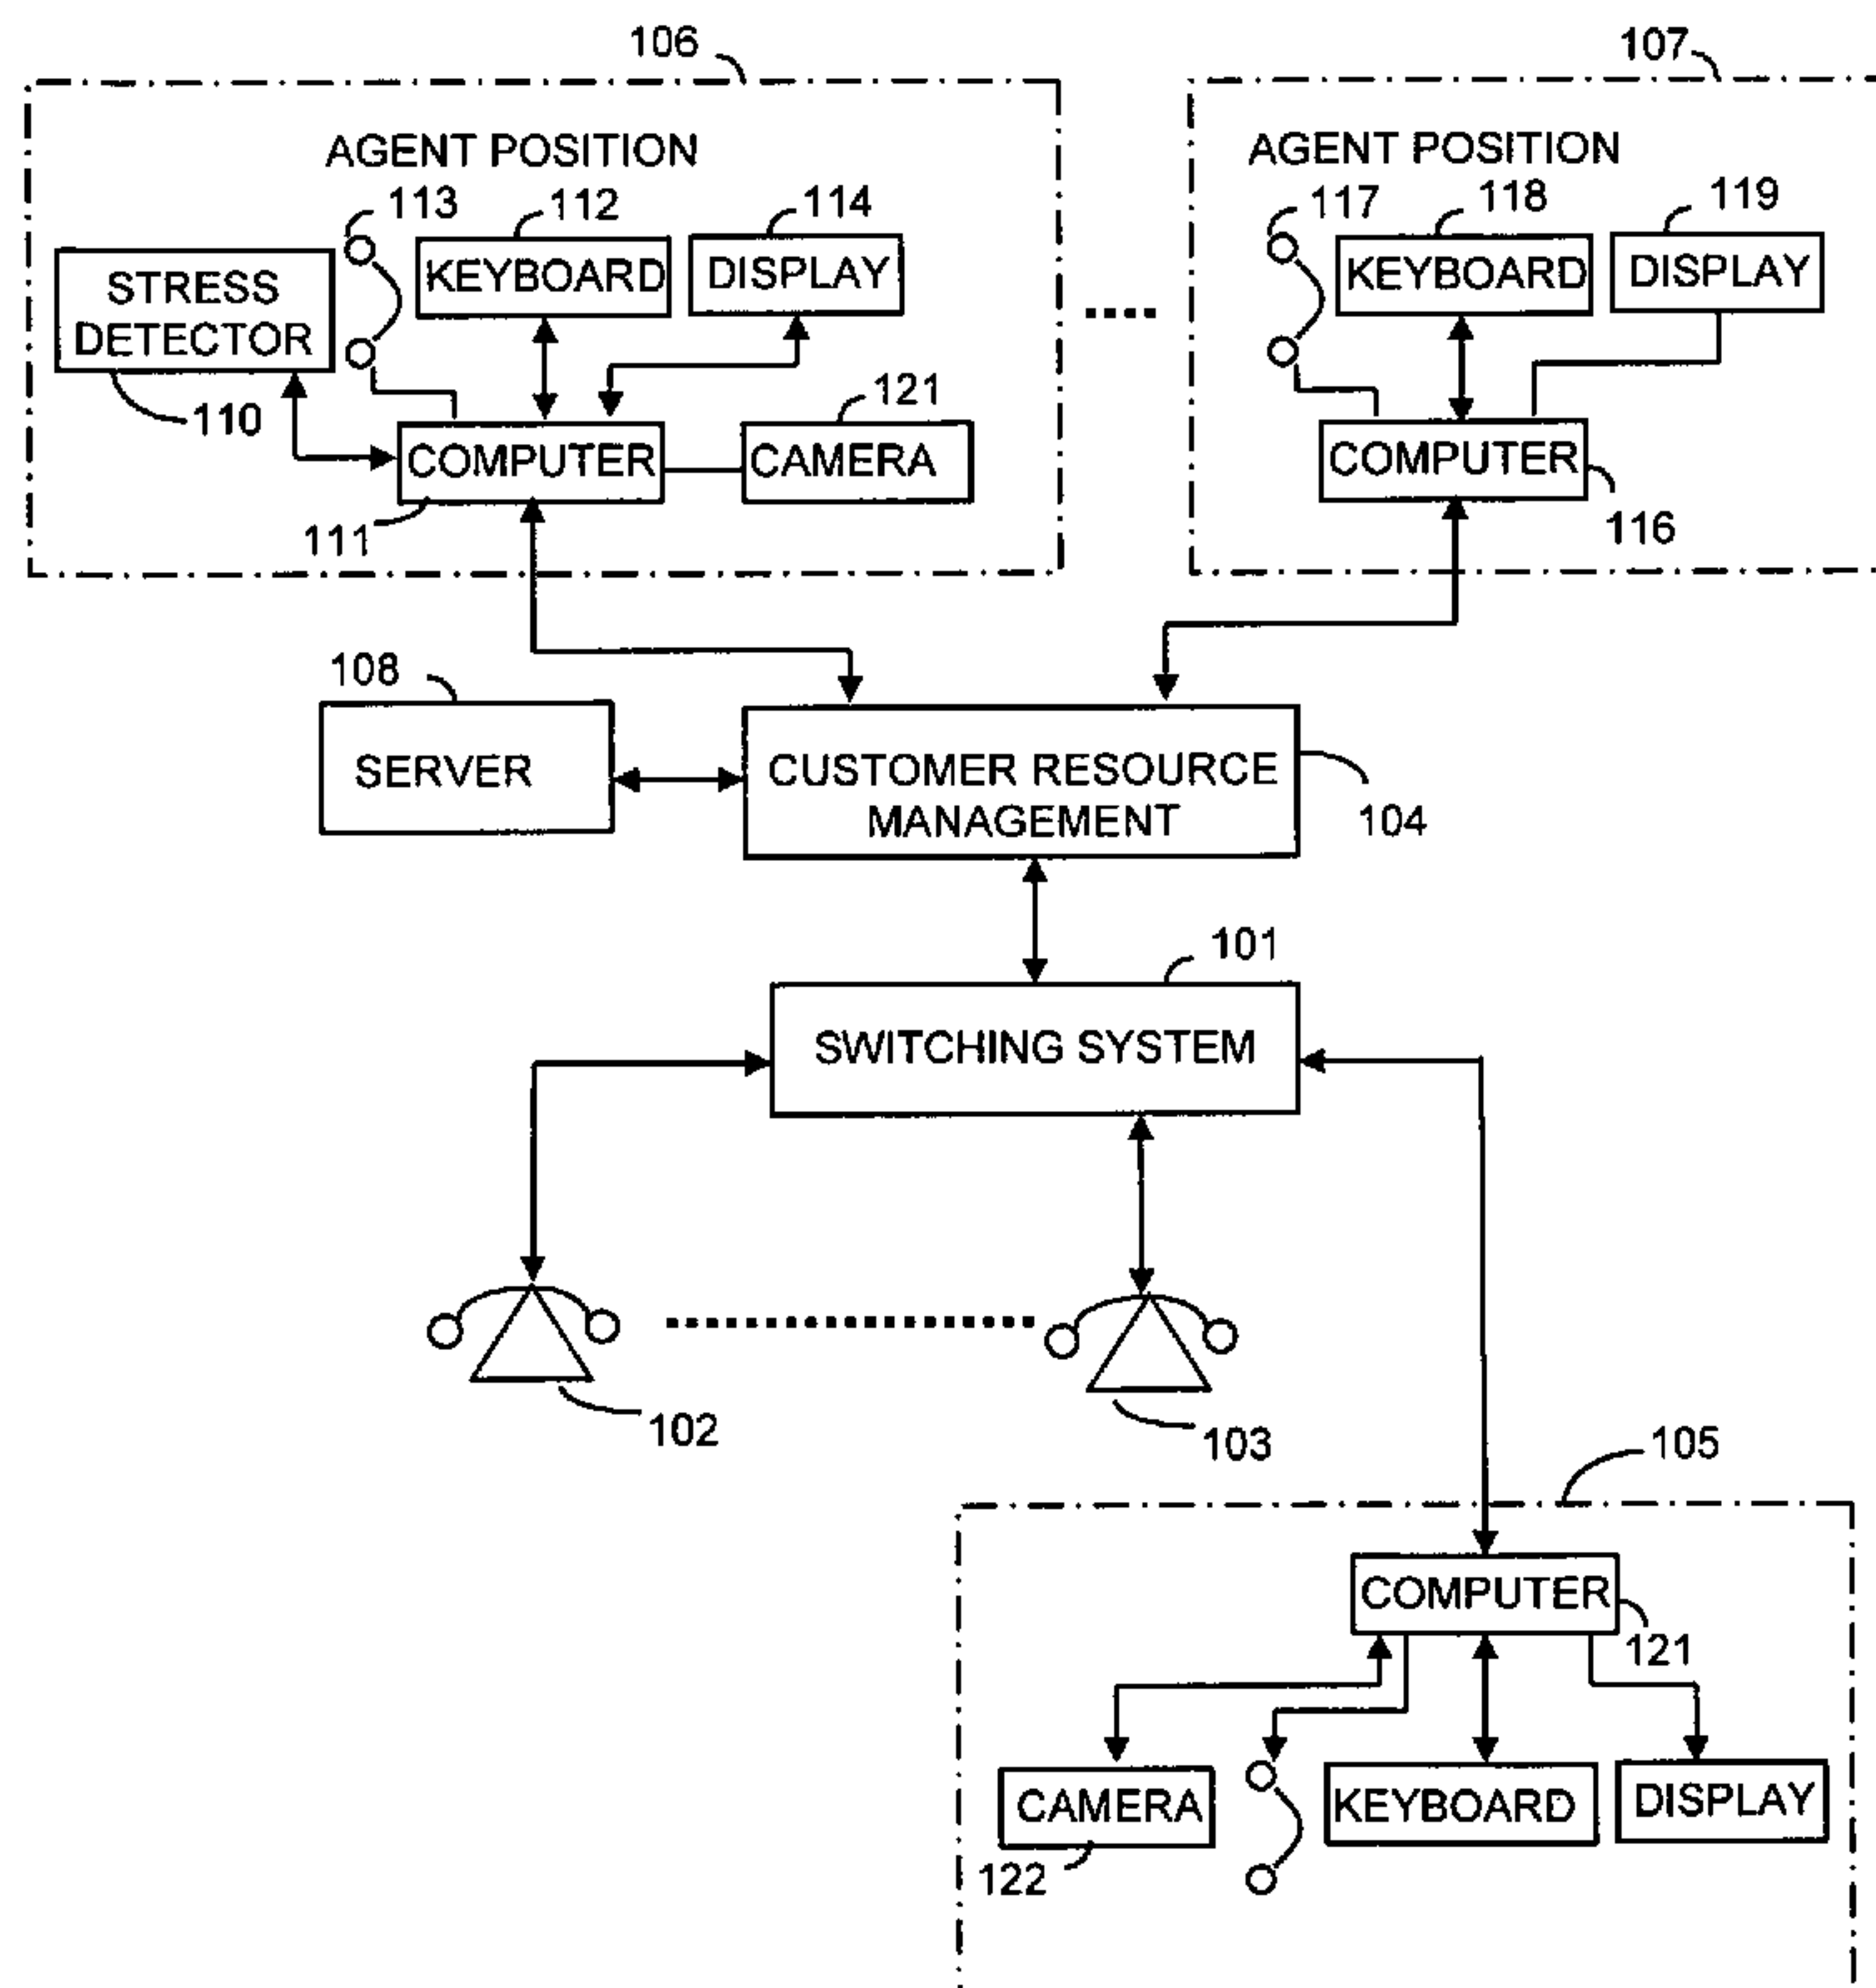 106
107
AGENT POSITION
AGENT POSITION
113
112
114
117
118
119
STRESS
DETECTOR
KEYBOARD
DISPLAY
KEYBOARD
DISPLAY
110
121
COMPUTER
CAMERA
COMPUTER
111
116
108
SERVER
CUSTOMER RESOURCE
MANAGEMENT
104
101
SWITCHING SYSTEM
102
103
105
COMPUTER
121
CAMERA
KEYBOARD
DISPLAY
122